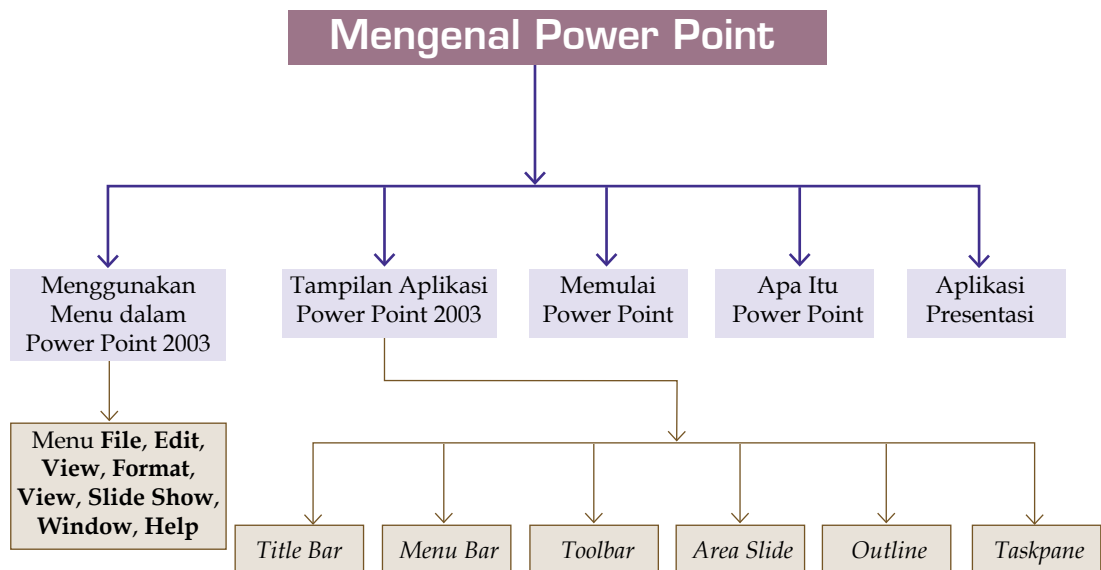 Mengenal Power Point
Menggunakan
Menu dalam
Power Point 2003
Tampilan Aplikasi
Power Point 2003
Memulai
Power Point
Apa Itu
Power Point
Aplikasi
Presentasi
Menu File, Edit,
View, Format,
View, Slide Show,
Window, Help
Title Bar
Menu Bar
Toolbar
Area Slide
Outline
Taskpane